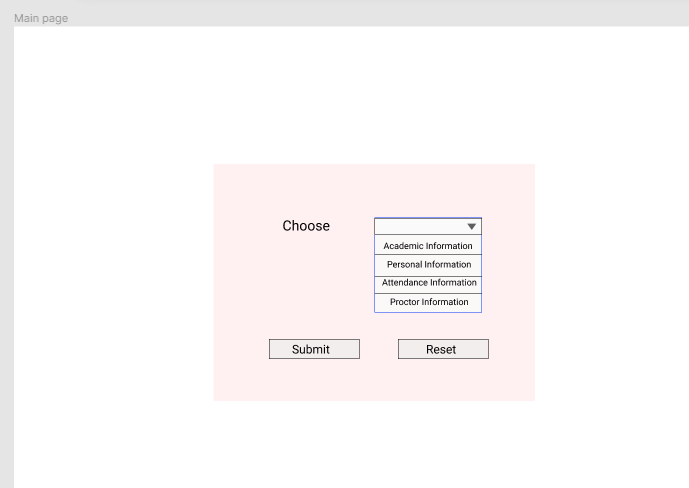 Main page
Choose
Academic Information
Personal Information
Attendance Information
Proctor Information
Submit
Reset